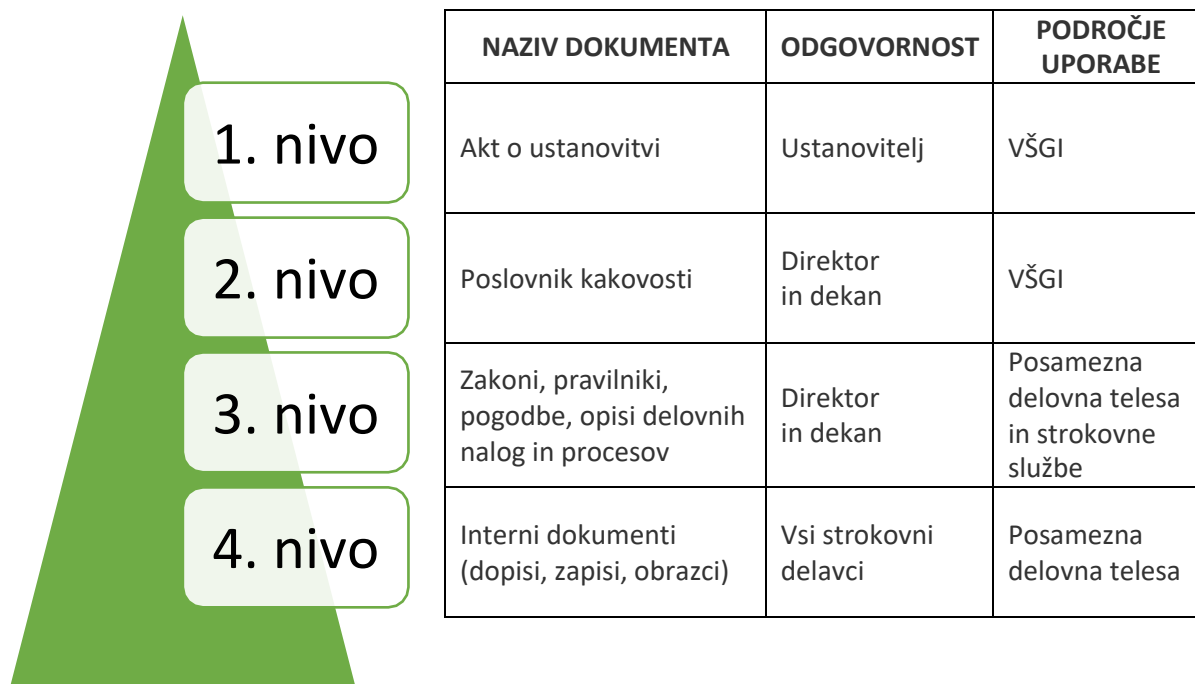 NAZIV DOKUMENTA
ODGOVORNOST
PODROČJE
UPORABE
1. nivo
Akt o ustanovitvi
Ustanovitelj
VŠGI
2. nivo
Poslovnik kakovosti
Direktor
in dekan
VŠGI
3. nivo
Zakoni, pravilniki,
pogodbe, opisi delovnih
nalog in procesov
Direktor
in dekan
Posamezna
delovna telesa
in strokovne
službe
4. nivo
Interni dokumenti
(dopisi, zapisi, obrazci)
Vsi strokovni
delavci
Posamezna
delovna telesa